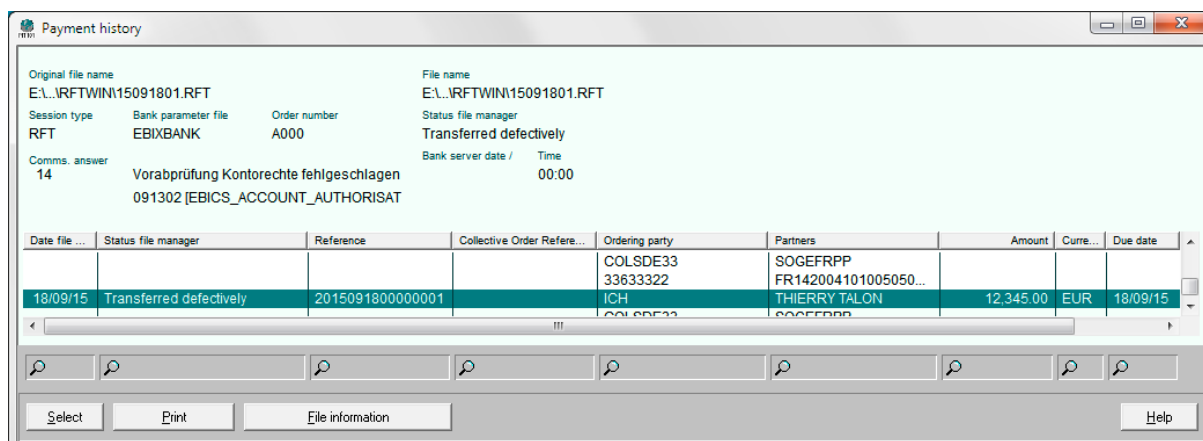 Payment history
Original file name File name
E:\...\RFTWIN\15091801.RFT E:\...\RFTWIN\15091801.RFT
Session type Bank parameter file Order number Status file manager
RFT EBIXBANK A000 Transferred defectively
Comms. answer Bank server date / Time
14 Vorabprüfung Kontorechte fehlgeschlagen 00:00
091302 [EBICS_ACCOUNT_AUTHORISAT
Date file ... Status file manager Reference Collective Order Refere... Ordering party Partners Amount Curre... Due date
COLSDE33 SOGEFRPP
33633322 FR142004101005050...
18/09/15 Transferred defectively 2015091800000001 ICH THIERRY TALON 12,345.00 EUR 18/09/15
COLSDE33 SOGEFRPP
Select Print File information Help